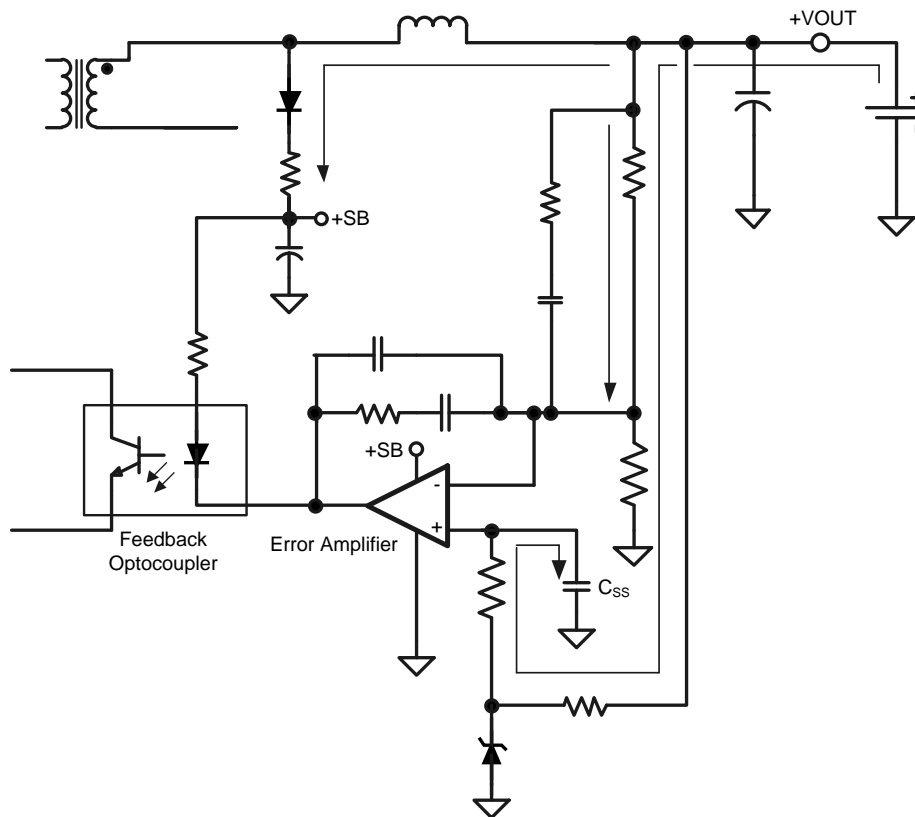 +VOUT
+
+SB
+SB
-
+
Feedback
Optocoupler
Error Amplifier
C_SS